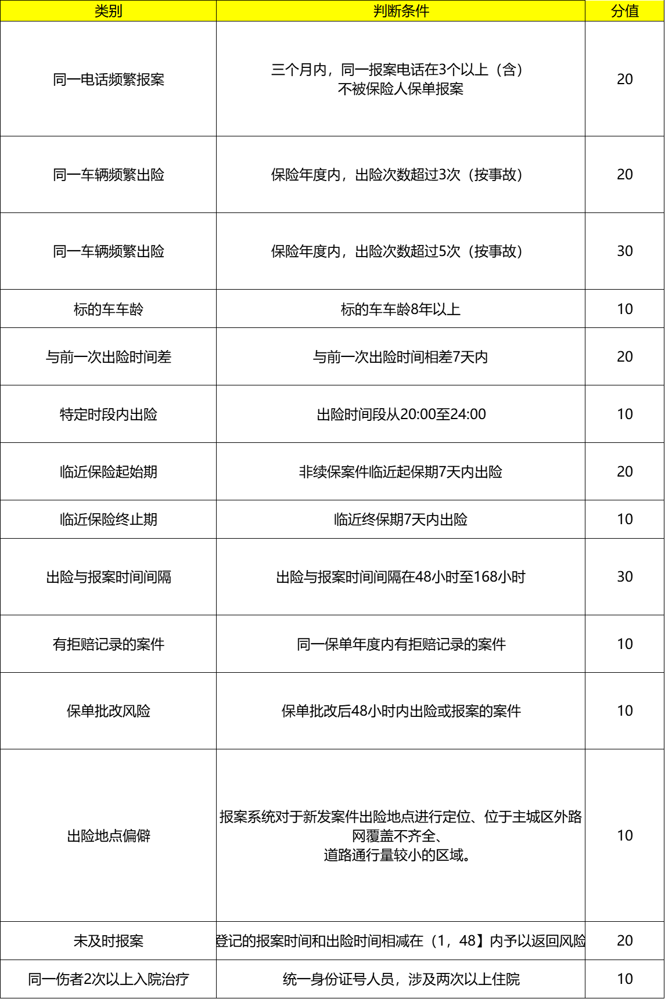 类别 判断条件 分值
同一电话频繁报案 三个月内，同一报案电话在3个以上（含） 20
不被保险人保单报案
同一车辆频繁出险 保险年度内，出险次数超过3次（按事故） 20
同一车辆频繁出险 保险年度内，出险次数超过5次（按事故） 30
标的车车龄 标的车车龄8年以上 10
与前一次出险时间差 与前一次出险时间相差7天内 20
特定时段内出险 出险时间段从20:00至24:00 10
临近保险起始期 非续保案件临近起保期7天内出险 20
临近保险终止期 临近终保期7天内出险 10
出险与报案时间间隔 出险与报案时间间隔在48小时至168小时 30
有拒赔记录的案件 同一保单年度内有拒赔记录的案件 10
保单批改风险 保单批改后48小时内出险或报案的案件 10
报案系统对于新发案件出险地点进行定位、位于主城区外路
出险地点偏僻 网覆盖不齐全、 10
道路通行量较小的区域。
未及时报案 登记的报案时间和出险时间相减在（1，48】内予以返回风险 20
同一伤者2次以上入院治疗 统一身份证号人员，涉及两次以上住院 10